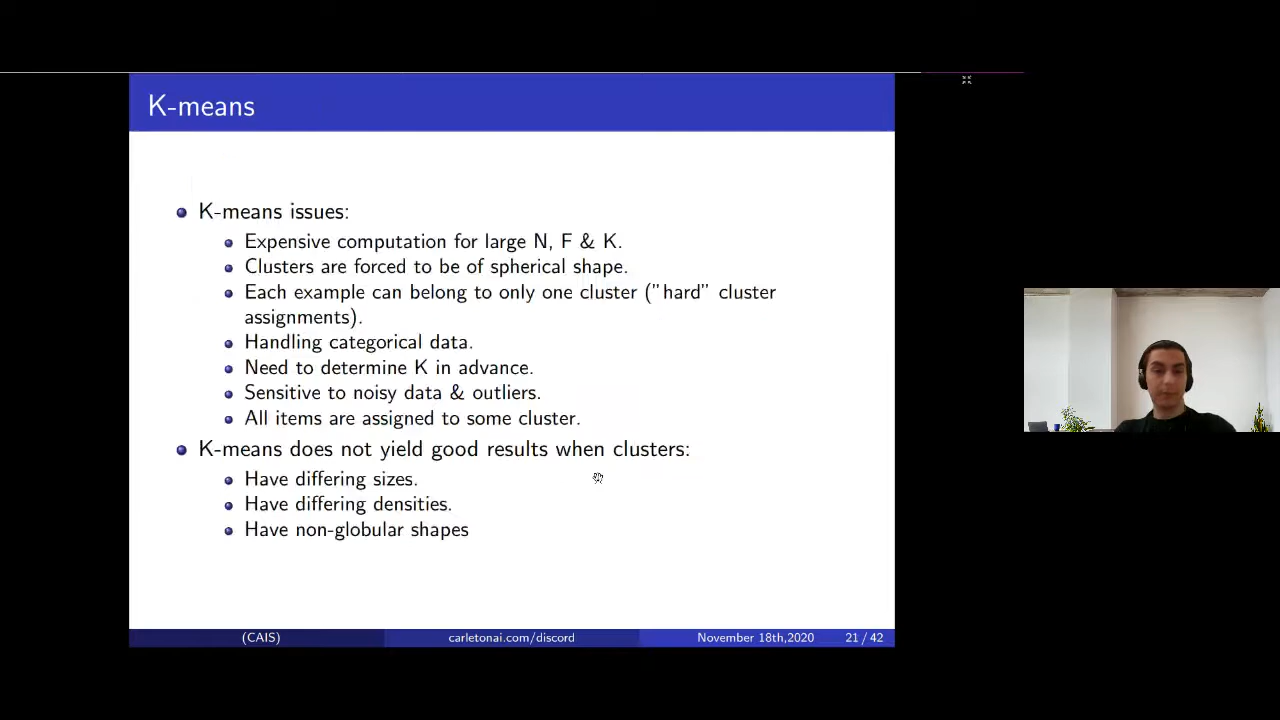 K-means
K-means issues:
Expensive computation for large N, F & K.
Clusters are forced to be of spherical shape.
Each example can belong to only one cluster ("hard" cluster
assignments).
Handling categorical data.
Need to determine K in advance.
Sensitive to noisy data & outliers.
All items are assigned to some cluster.
K-means does not yield good results when clusters:
Have differing sizes.
Have differing densities.
Have non-globular shapes
(CAIS)
carletonai.com/discord
November 18th,2020
21 / 42